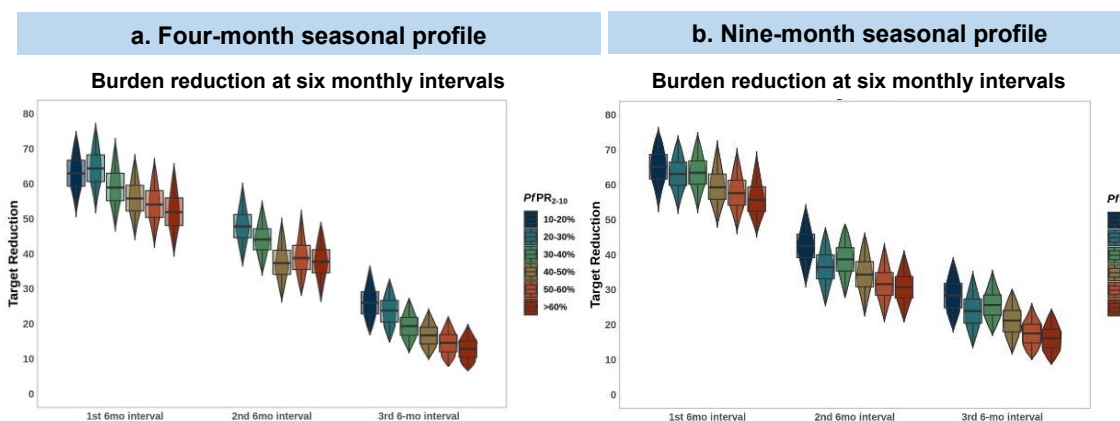 a. Four-month seasonal profile
Burden reduction at six monthly intervals
Target Reduction
80
70
60
50
40
30
20
10
0
1st 6mo interval
2nd 6mo interval
3rd 6-mo interval
PfPR2-10
10-20%
20-30%
30-40%
40-50%
50-60%
>60%
b. Nine-month seasonal profile
Burden reduction at six monthly intervals
Target Reduction
80
70
60
50
40
30
20
10
0
1st 6mo interval
2nd 6mo interval
3rd 6-mo interval
Pf